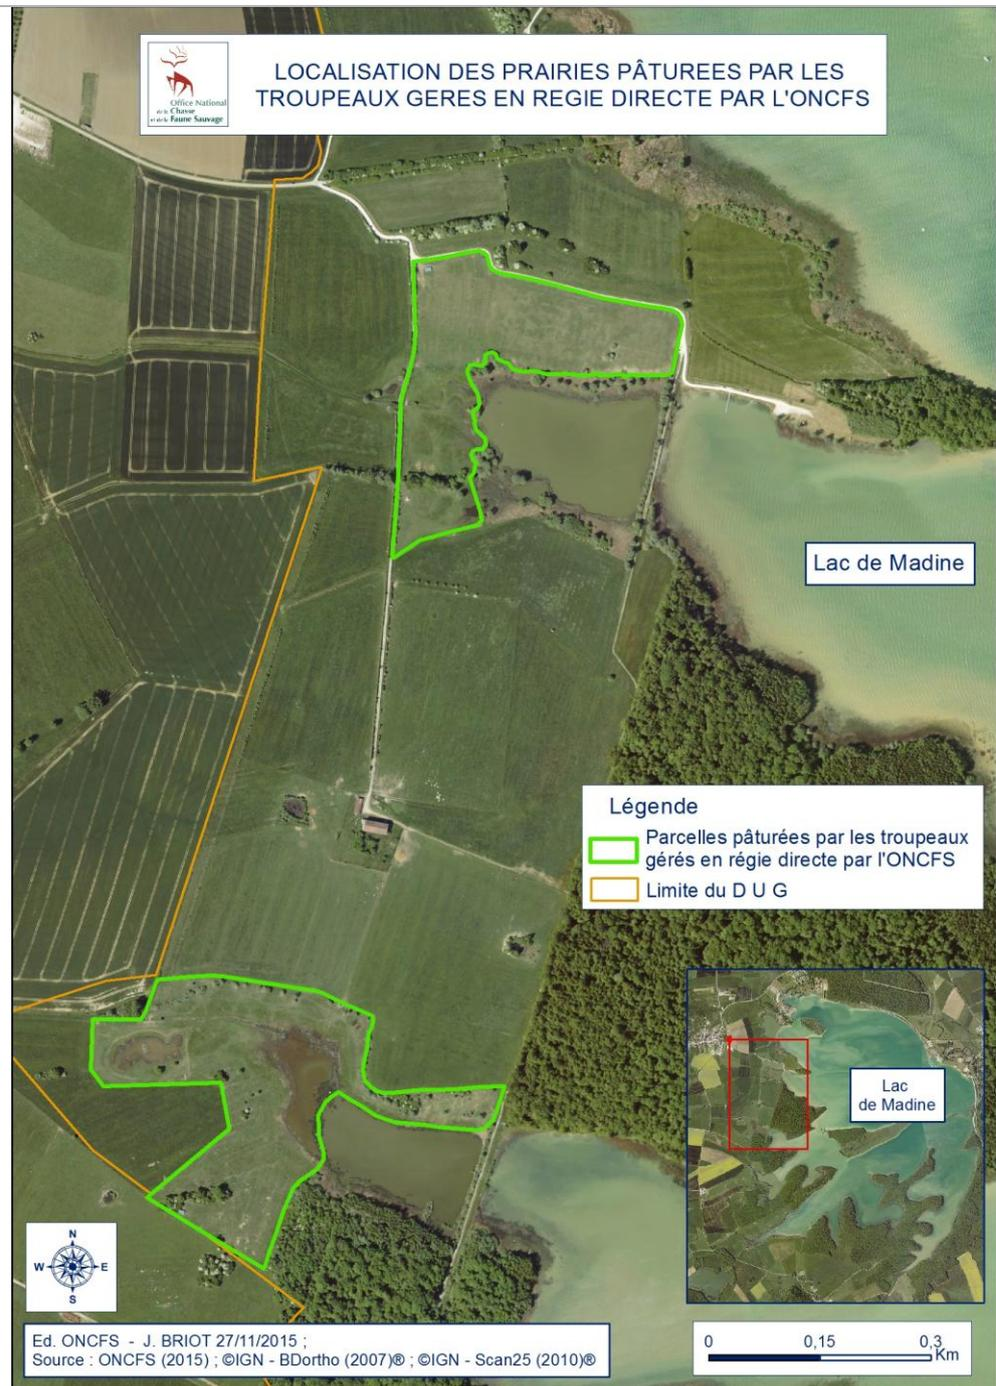 Office National
de la Chasse
et de la Faune Sauvage
LOCALISATION DES PRAIRIES PÂTUREES PAR LES
TROUPEAUX GERES EN REGIE DIRECTE PAR L'ONCFS
Lac de Madine
Légende
Parcelles pâturées par les troupeaux
gérés en régie directe par l'ONCFS
Limite du D U G
Lac
de Madine
N
W E
S
Ed. ONCFS - J. BRIOT 27/11/2015 ;
Source : ONCFS (2015) ; ©IGN - BDortho (2007)® ; ©IGN - Scan25 (2010)®
0 0,15 0,3
Km